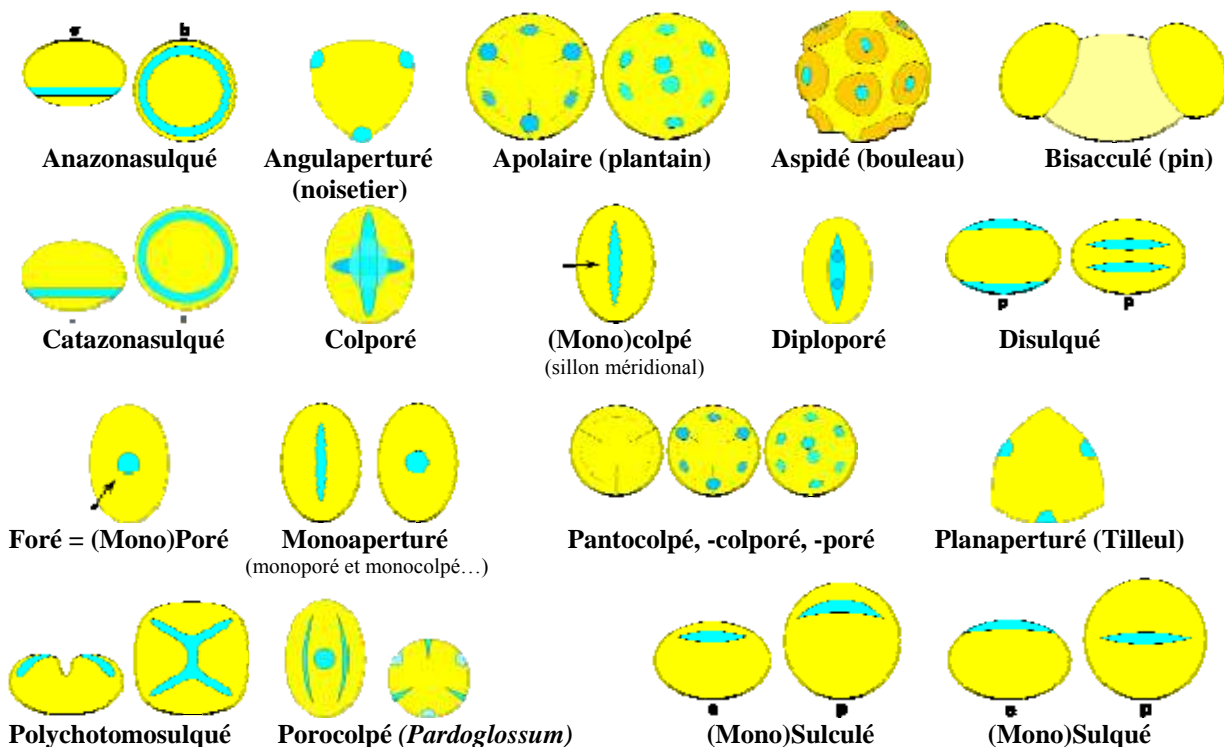 a b
Anazonasulqué Angulaperturé Apolaire (plantain) Aspidé (bouleau) Bisacculé (pin)
(noisetier)
Catazonasulqué Colporé (Mono)colpé Diploporé Disulqué
(sillon méridional)
p p
Foré = (Mono)Poré Monoaperturé Pantocolpé, -colporé, -poré Planaperturé (Tilleul)
(monoporé et monocolpé…)
p
Polychotomosulqué Porocolpé (Pardoglossum) (Mono)Sulculé (Mono)Sulqué